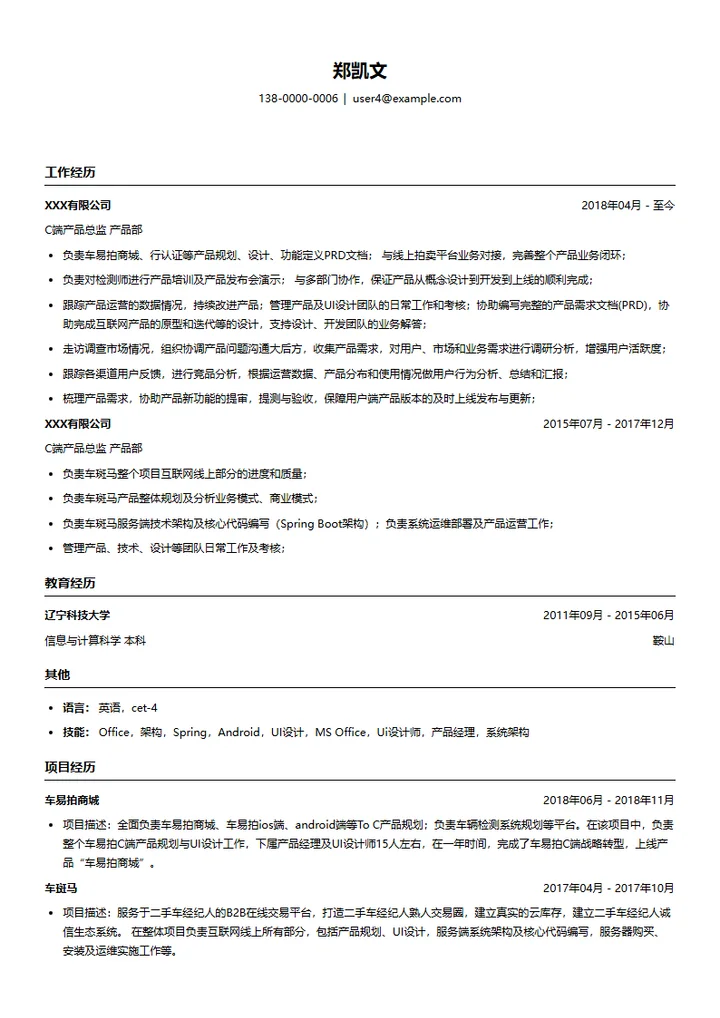 郑凯文
138-0000-0006 | user4@example.com
工作经历
XXX有限公司 2018年04月 - 至今
C端产品总监 产品部
• 负责车易拍商城、行认证等产品规划、设计、功能定义PRD文档； 与线上拍卖平台业务对接，完善整个产品业务闭环；
• 负责对检测师进行产品培训及产品发布会演示； 与多部门协作，保证产品从概念设计到开发到上线的顺利完成；
• 跟踪产品运营的数据情况，持续改进产品；管理产品及UI设计团队的日常工作和考核；协助编写完整的产品需求文档(PRD)，协
助完成互联网产品的原型和迭代等的设计，支持设计、开发团队的业务解答；
• 走访调查市场情况，组织协调产品问题沟通大后方，收集产品需求，对用户、市场和业务需求进行调研分析，增强用户活跃度；
• 跟踪各渠道用户反馈，进行竞品分析，根据运营数据、产品分布和使用情况做用户行为分析、总结和汇报；
• 梳理产品需求，协助产品新功能的提审，提测与验收，保障用户端产品版本的及时上线发布与更新；
XXX有限公司 2015年07月 - 2017年12月
C端产品总监 产品部
• 负责车斑马整个项目互联网线上部分的进度和质量；
• 负责车斑马产品整体规划及分析业务模式、商业模式；
• 负责车斑马服务端技术架构及核心代码编写（Spring Boot架构）；负责系统运维部署及产品运营工作；
• 管理产品、技术、设计等团队日常工作及考核；
教育经历
辽宁科技大学 2011年09月 - 2015年06月
信息与计算科学 本科 鞍山
其他
• 语言： 英语，cet-4
• 技能： Office，架构，Spring，Android，UI设计，MS Office，Ui设计师，产品经理，系统架构
项目经历
车易拍商城 2018年06月 - 2018年11月
• 项目描述：全面负责车易拍商城、车易拍ios端、android端等To C产品规划；负责车辆检测系统规划等平台。在该项目中，负责
整个车易拍C端产品规划与UI设计工作，下属产品经理及UI设计师15人左右，在一年时间，完成了车易拍C端战略转型，上线产
品“车易拍商城”。
车斑马 2017年04月 - 2017年10月
• 项目描述：服务于二手车经纪人的B2B在线交易平台，打造二手车经纪人熟人交易圈，建立真实的云库存，建立二手车经纪人诚
信生态系统。 在整体项目负责互联网线上所有部分，包括产品规划、UI设计，服务端系统架构及核心代码编写，服务器购买、
安装及运维实施工作等。